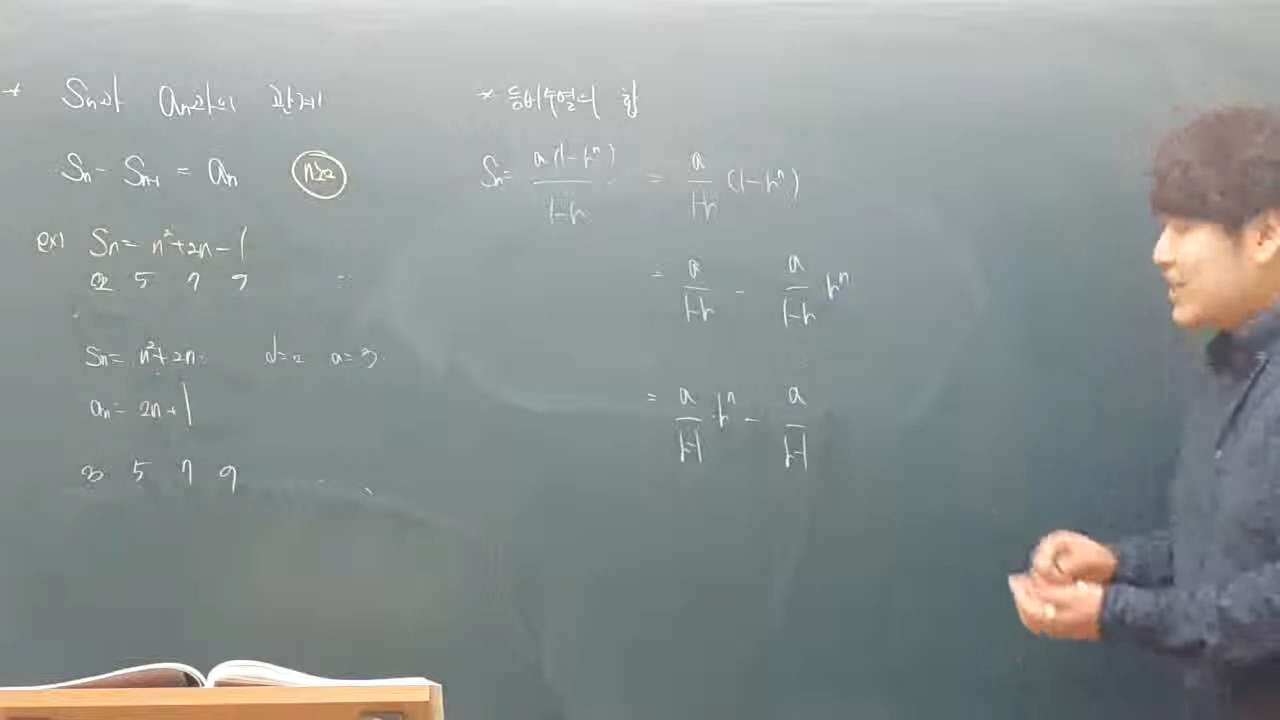 * Sn과 an과의 관계
Sn - Sn-1 = an n≥2
ex) Sn = n²+2n-1
2 5 7 9 ...
Sn = n²+2n d=2 a=3
an = 2n+1
3 5 7 9
* 등비수열의 합
Sn = a(1-rⁿ)/1-r = a/1-r (1-rⁿ)
= a/1-r - a/1-r rⁿ
= a/r-1 rⁿ - a/r-1